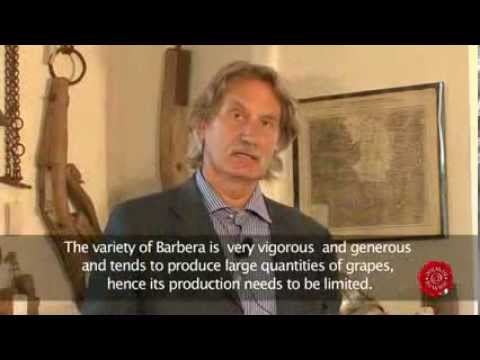 The variety of Barbera is very vigorous and generous
and tends to produce large quantities of grapes,
hence its production needs to be limited.